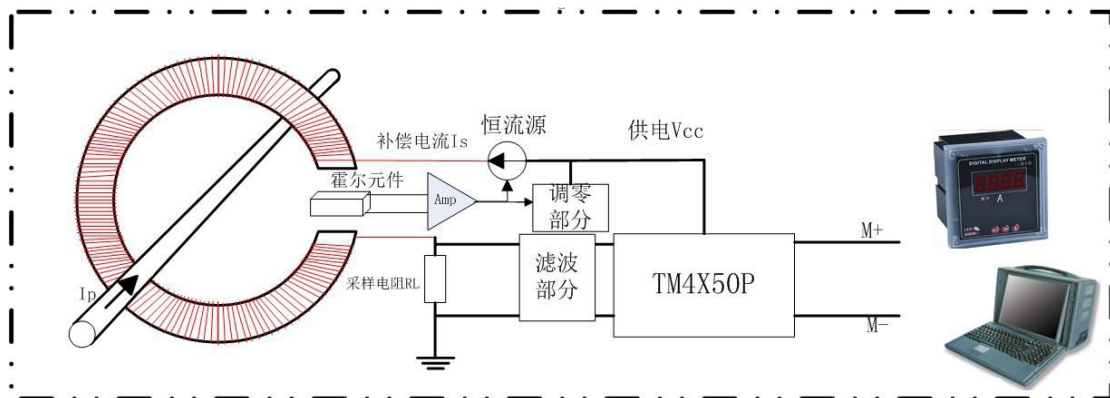 恒流源
供电Vcc
补偿电流Is
霍尔元件
Amp
调零
部分
Ip
采样电阻RL
滤波
部分
TM4X50P
M+
M-
DIGITAL DISPLAY METER
A